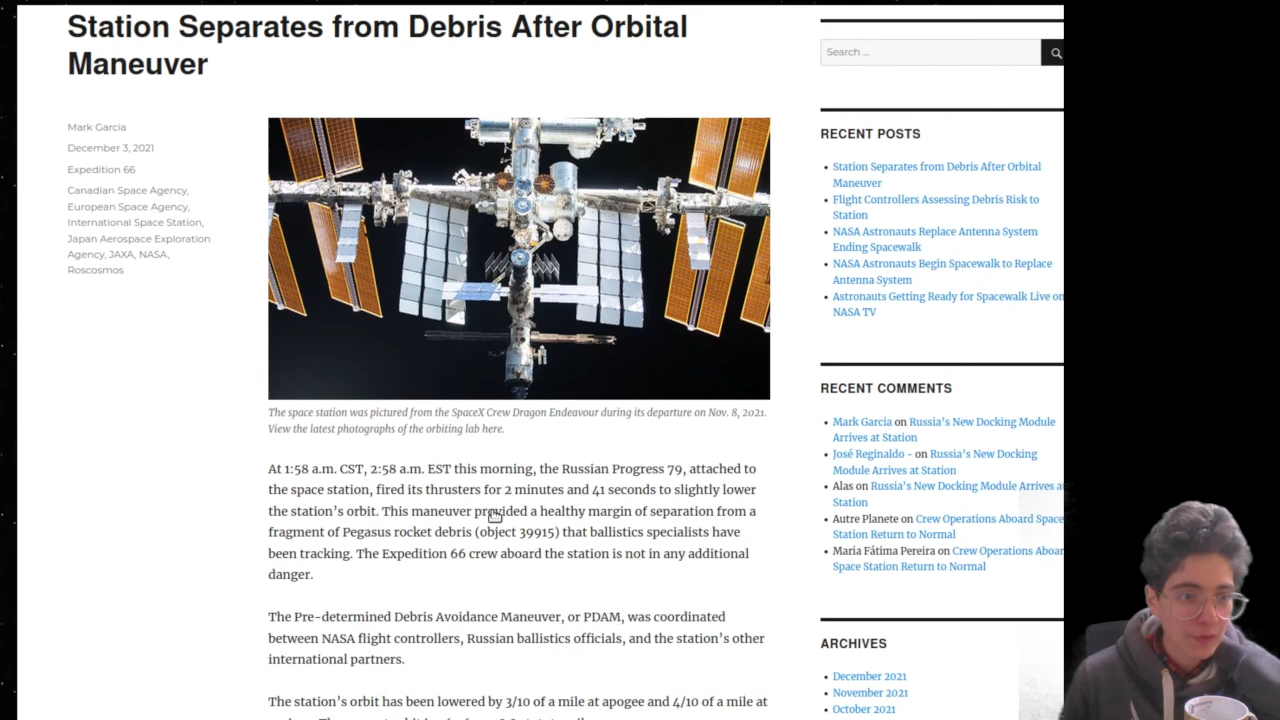 Station Separates from Debris After Orbital
Maneuver
Mark Garcia
December 3, 2021
Expedition 66
Canadian Space Agency,
European Space Agency,
International Space Station,
Japan Aerospace Exploration
Agency, JAXA, NASA,
Roscosmos
The space station was pictured from the SpaceX Crew Dragon Endeavour during its departure on Nov. 8, 2021.
View the latest photographs of the orbiting lab here.
At 1:58 a.m. CST, 2:58 a.m. EST this morning, the Russian Progress 79, attached to
the space station, fired its thrusters for 2 minutes and 41 seconds to slightly lower
the station’s orbit. This maneuver provided a healthy margin of separation from a
fragment of Pegasus rocket debris (object 39915) that ballistics specialists have
been tracking. The Expedition 66 crew aboard the station is not in any additional
danger.
The Pre-determined Debris Avoidance Maneuver, or PDAM, was coordinated
between NASA flight controllers, Russian ballistics officials, and the station’s other
international partners.
The station’s orbit has been lowered by 3/10 of a mile at apogee and 4/10 of a mile at
Search …
RECENT POSTS
Station Separates from Debris After Orbital
Maneuver
Flight Controllers Assessing Debris Risk to
Station
NASA Astronauts Replace Antenna System
Ending Spacewalk
NASA Astronauts Begin Spacewalk to Replace
Antenna System
Astronauts Getting Ready for Spacewalk Live on
NASA TV
RECENT COMMENTS
Mark Garcia on Russia’s New Docking Module
Arrives at Station
José Reginaldo - on Russia’s New Docking
Module Arrives at Station
Alas on Russia’s New Docking Module Arrives
Station
Autre Planete on Crew Operations Aboard Space
Station Return to Normal
Maria Fátima Pereira on Crew Operations
Space Station Return to Normal
ARCHIVES
December 2021
November 2021
October 2021